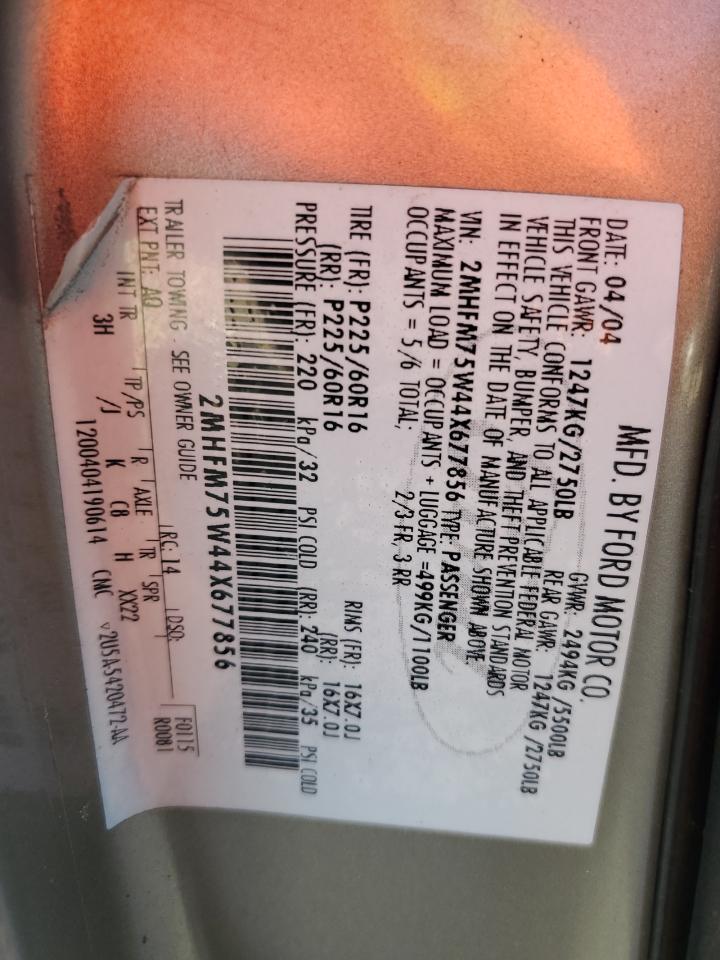 MFD. BY FORD MOTOR CO.
DATE: 04/04 GVWR: 2494KG /5500LB
FRONT GAWR: 1247KG/2750LB REAR GAWR: 1247KG /2750LB
THIS VEHICLE CONFORMS TO ALL APPLICABLE FEDERAL MOTOR
VEHICLE SAFETY, BUMPER, AND THEFT PREVENTION STANDARDS
IN EFFECT ON THE DATE OF MANUFACTURE SHOWN ABOVE.
VIN: 2MHFM75W44X677856 TYPE: PASSENGER
MAXIMUM LOAD = OCCUPANTS + LUGGAGE =499KG/1100LB
OCCUPANTS = 5/6 TOTAL, 2/3 FR, 3 RR
TIRE (FR): P225/60R16 RIMS (FR): 16X7.0J
(RR): P225/60R16 (RR): 16X7.0J
PRESSURE (FR): 220 kPa/32 PSI COLD (RR): 240 kPa/35 PSI COLD
2MHFM75W44X677856
TRAILER TOWING - SEE OWNER GUIDE
EXT PNT: AQ RC: 14 DSO: F0115
INT TR TP/PS R AXLE TR SPR R0081
3H /J K C8 H XX22
1200404190614 CMC v2U5A5420472-AA